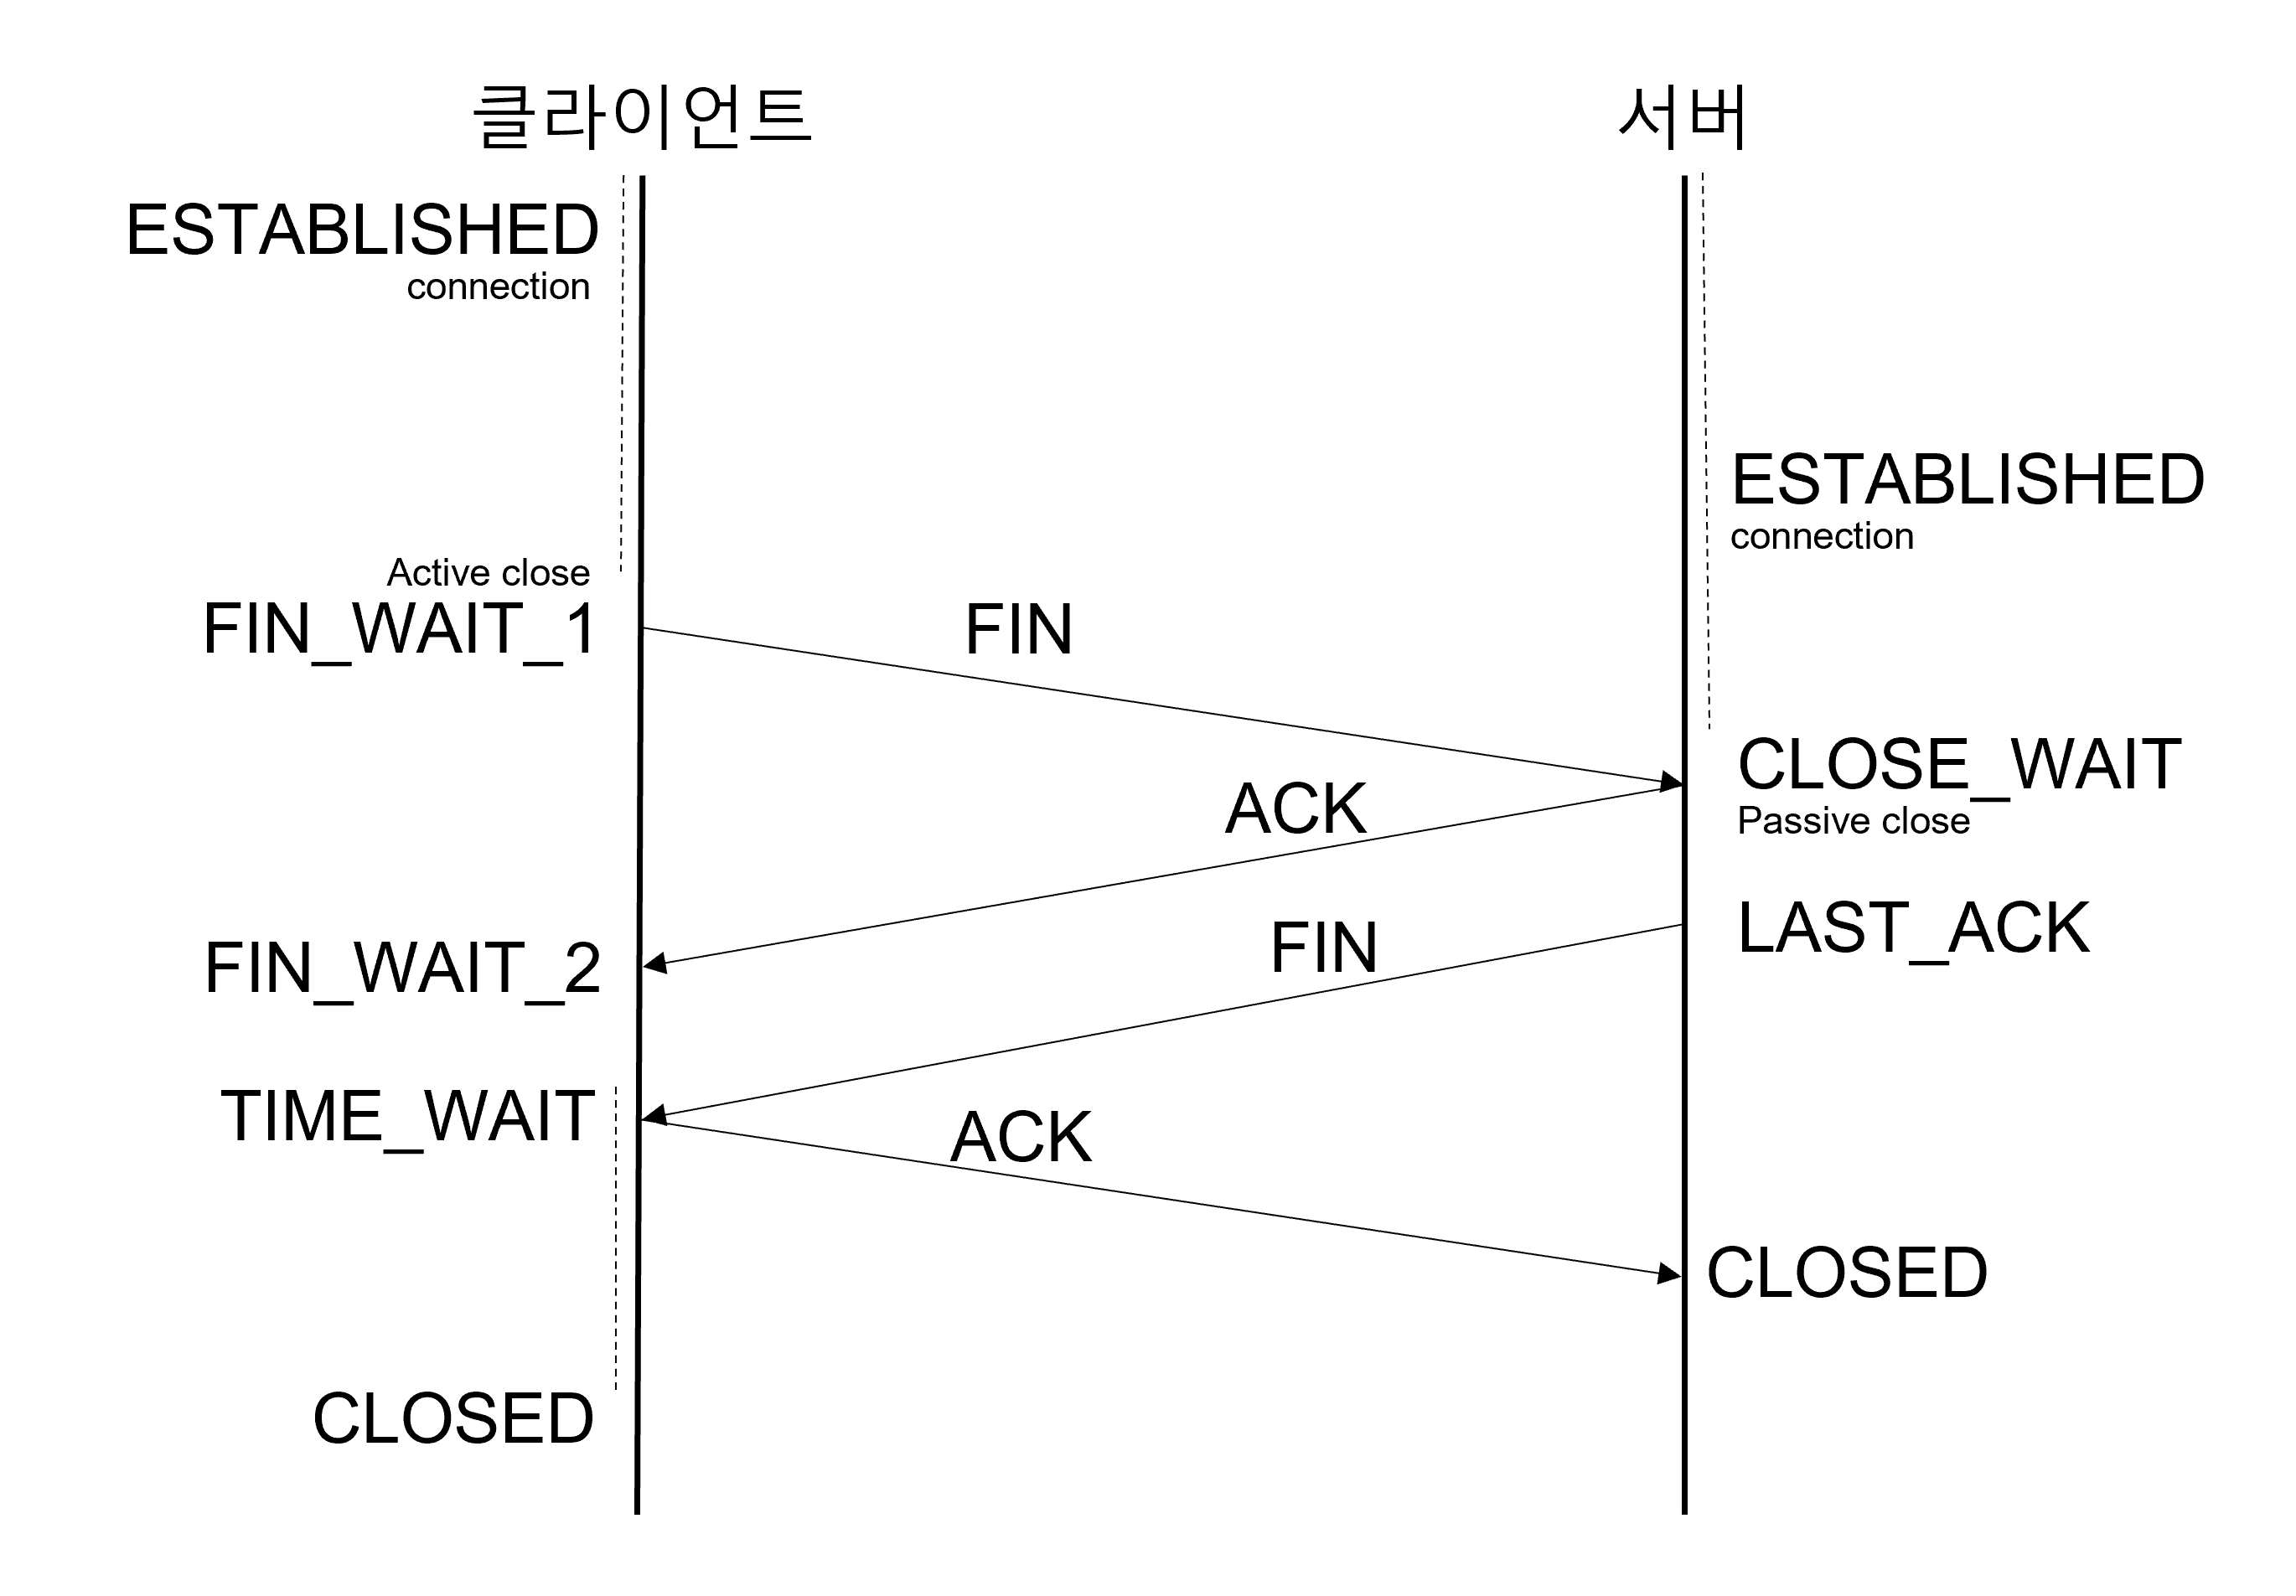 클라이언트
서버
ESTABLISHED
connection
ESTABLISHED
connection
Active close
FIN_WAIT_1
FIN
CLOSE_WAIT
Passive close
ACK
LAST_ACK
FIN
FIN_WAIT_2
TIME_WAIT
ACK
CLOSED
CLOSED